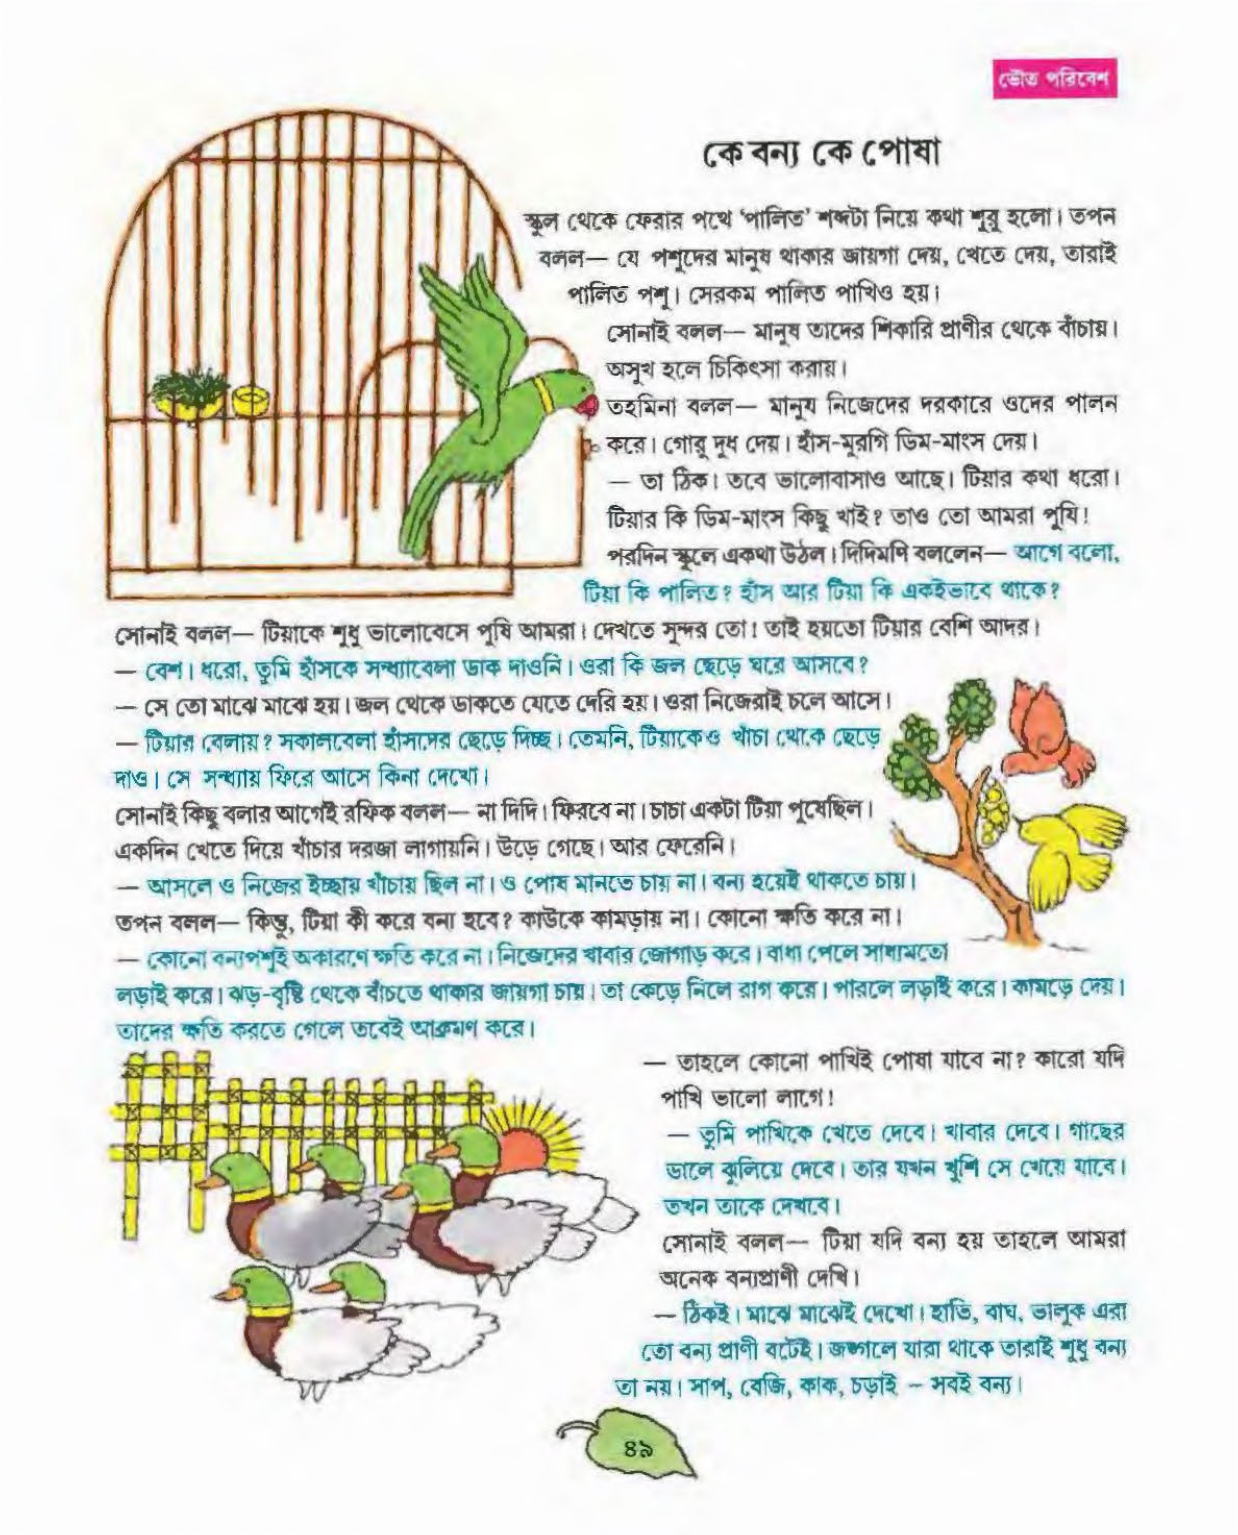 ভৌত পরিবেশ
কে বন্য কে পোষা
স্কুল থেকে ফেরার পথে ‘পালিত’ শব্দটা নিয়ে কথা শুরু হলো। তপন
বলল— যে পশুদের মানুষ থাকার জায়গা দেয়, খেতে দেয়, তারাই
পালিত পশু। সেরকম পালিত পাখিও হয়।
সোনাই বলল— মানুষ তাদের শিকারি প্রাণীর থেকে বাঁচায়।
অসুখ হলে চিকিৎসা করায়।
তহমিনা বলল— মানুষ নিজেদের দরকারে ওদের পালন
করে। গোরু দুধ দেয়। হাঁস-মুরগি ডিম-মাংস দেয়।
— তা ঠিক। তবে ভালোবাসাও আছে। টিয়ার কথা ধরো।
টিয়ার কি ডিম-মাংস কিছু খাই? তাও তো আমরা পুষি!
পরদিন স্কুলে একথা উঠল। দিদিমণি বললেন— আগে বলো,
টিয়া কি পালিত? হাঁস আর টিয়া কি একইভাবে থাকে?
সোনাই বলল— টিয়াকে শুধু ভালোবেসে পুষি আমরা। দেখতে সুন্দর তো! তাই হয়তো টিয়ার বেশি আদর।
— বেশ। ধরো, তুমি হাঁসকে সন্ধ্যাবেলা ডাক দাওনি। ওরা কি জল ছেড়ে ঘরে আসবে?
— সে তো মাঝে মাঝে হয়। জল থেকে ডাকতে যেতে দেরি হয়। ওরা নিজেরাই চলে আসে।
— টিয়ার বেলায়? সকালবেলা হাঁসদের ছেড়ে দিচ্ছ। তেমনি, টিয়াকেও খাঁচা থেকে ছেড়ে
দাও। সে সন্ধ্যায় ফিরে আসে কিনা দেখো।
সোনাই কিছু বলার আগেই রফিক বলল— না দিদি। ফিরবে না। চাচা একটা টিয়া পুষেছিল।
একদিন খেতে দিয়ে খাঁচার দরজা লাগায়নি। উড়ে গেছে। আর ফেরেনি।
— আসলে ও নিজের ইচ্ছায় খাঁচায় ছিল না। ও পোষ মানতে চায় না। বন্য হয়েই থাকতে চায়।
তপন বলল— কিন্তু, টিয়া কী করে বন্য হবে? কাউকে কামড়ায় না। কোনো ক্ষতি করে না।
— কোনো বন্যপশুই অকারণে ক্ষতি করে না। নিজেদের খাবার জোগাড় করে। বাধা পেলে সাধ্যমতো
লড়াই করে। ঝড়-বৃষ্টি থেকে বাঁচতে থাকার জায়গা চায়। তা কেড়ে নিলে রাগ করে। পারলে লড়াই করে। কামড়ে দেয়।
তাদের ক্ষতি করতে গেলে তবেই আক্রমণ করে।
— তাহলে কোনো পাখিই পোষা যাবে না? কারো যদি
পাখি ভালো লাগে!
— তুমি পাখিকে খেতে দেবে। খাবার দেবে। গাছের
ডালে ঝুলিয়ে দেবে। তার যখন খুশি সে খেয়ে যাবে।
তখন তাকে দেখবে।
সোনাই বলল— টিয়া যদি বন্য হয় তাহলে আমরা
অনেক বন্যপ্রাণী দেখি।
— ঠিকই। মাঝে মাঝেই দেখো। হাতি, বাঘ, ভালুক এরা
তো বন্য প্রাণী বটেই। জঙ্গলে যারা থাকে তারাই শুধু বন্য
তা নয়। সাপ, বেজি, কাক, চড়াই – সবই বন্য।
৪৯